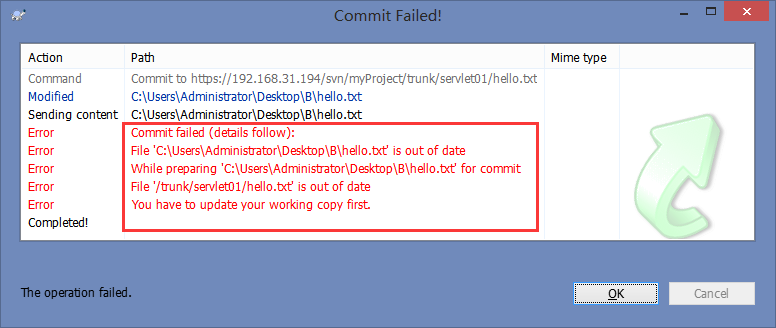 Commit Failed!
Action Path Mime type
Command Commit to https://192.168.31.194/svn/myProject/trunk/servlet01/hello.txt
Modified C:\Users\Administrator\Desktop\B\hello.txt
Sending content C:\Users\Administrator\Desktop\B\hello.txt
Error Commit failed (details follow):
Error File 'C:\Users\Administrator\Desktop\B\hello.txt' is out of date
Error While preparing 'C:\Users\Administrator\Desktop\B\hello.txt' for commit
Error File '/trunk/servlet01/hello.txt' is out of date
Error You have to update your working copy first.
Completed!
The operation failed.
OK Cancel